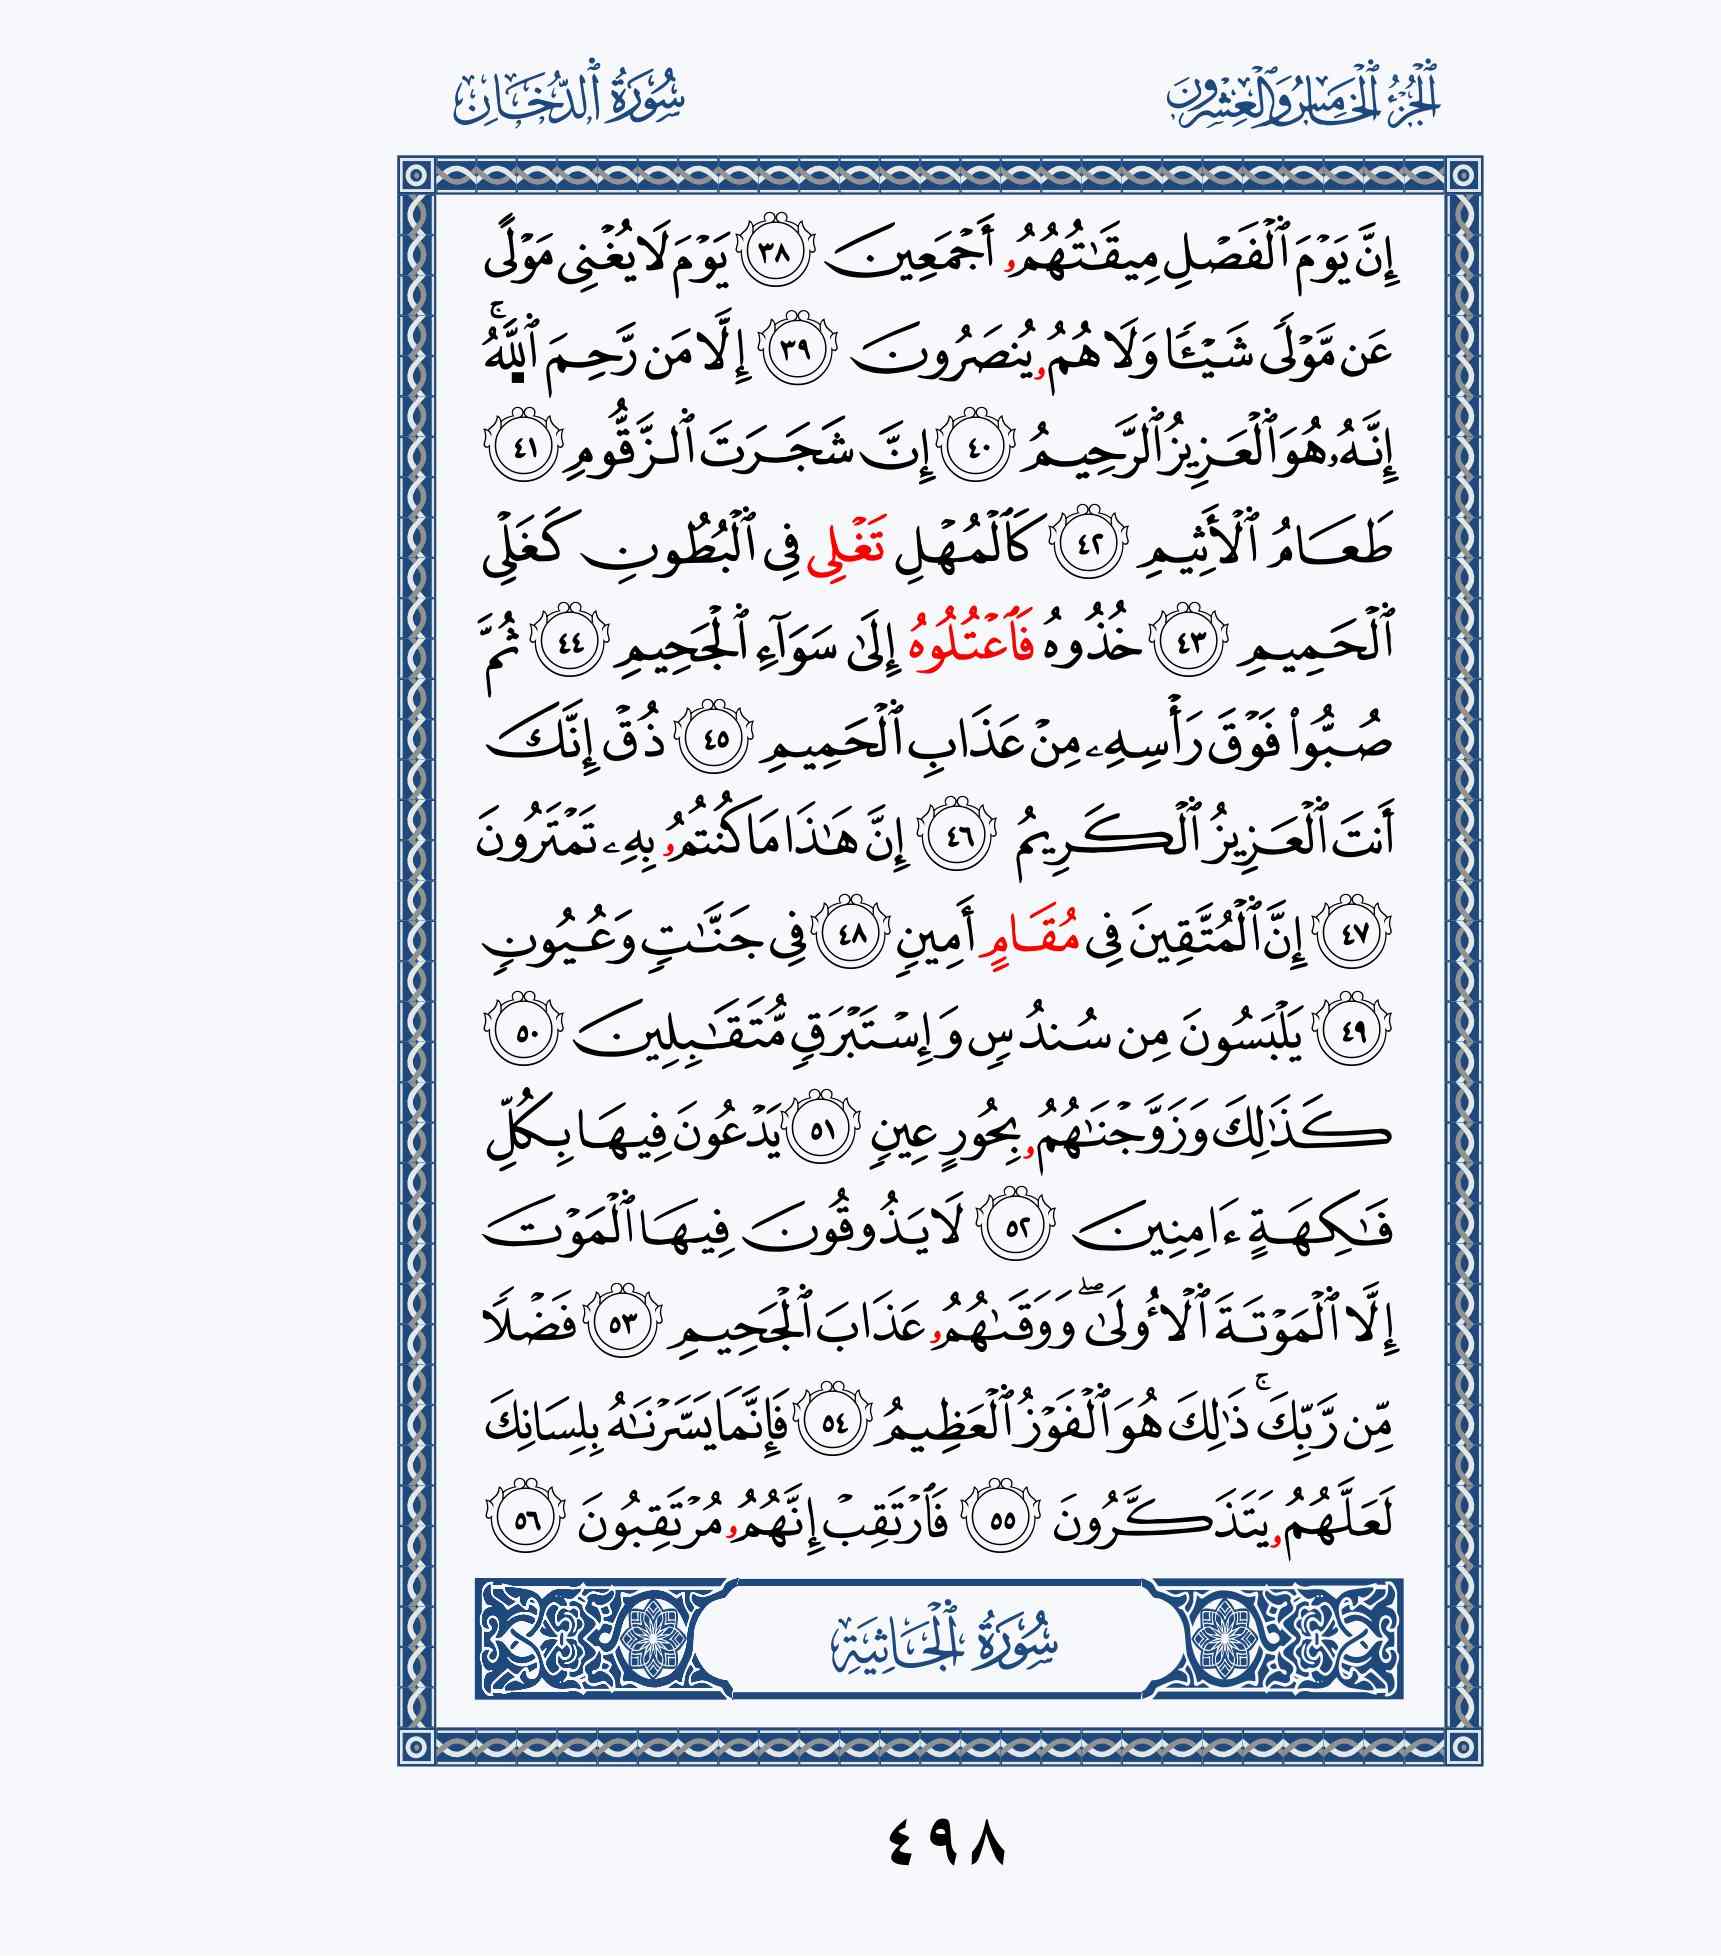 الجُزْءُ ٱلْخَامِسُ وَٱلْعِشْرُونَ
سُورَةُ ٱلدُّخَانِ
إِنَّ يَوْمَ ٱلْفَصْلِ مِيقَـٰتُهُمُۥ أَجْمَعِينَ ٣٨ يَوْمَ لَا يُغْنِى مَوْلًى
عَن مَّوْلًى شَيْـًٔا وَلَا هُمُۥ يُنصَرُونَ ٣٩ إِلَّا مَن رَّحِمَ ٱللَّهُۚ
إِنَّهُۥ هُوَ ٱلْعَزِيزُ ٱلرَّحِيمُ ٤٠ إِنَّ شَجَرَتَ ٱلزَّقُّومِ ٤١
طَعَامُ ٱلْأَثِيمِ ٤٢ كَٱلْمُهْلِ تَغْلِى فِى ٱلْبُطُونِ كَغَلْىِ
ٱلْحَمِيمِ ٤٣ خُذُوهُ فَٱعْتُلُوهُ إِلَىٰ سَوَآءِ ٱلْجَحِيمِ ٤٤ ثُمَّ
صُبُّوا۟ فَوْقَ رَأْسِهِۦ مِنْ عَذَابِ ٱلْحَمِيمِ ٤٥ ذُقْ إِنَّكَ
أَنتَ ٱلْعَزِيزُ ٱلْكَرِيمُ ٤٦ إِنَّ هَـٰذَا مَا كُنتُمُۥ بِهِۦ تَمْتَرُونَ
٤٧ إِنَّ ٱلْمُتَّقِينَ فِى مُقَامٍ أَمِينٍ ٤٨ فِى جَنَّـٰتٍ وَعُيُونٍ
٤٩ يَلْبَسُونَ مِن سُندُسٍ وَإِسْتَبْرَقٍ مُّتَقَـٰبِلِينَ ٥٠
كَذَٰلِكَ وَزَوَّجْنَـٰهُمُۥ بِحُورٍ عِينٍ ٥١ يَدْعُونَ فِيهَا بِكُلِّ
فَـٰكِهَةٍ ءَامِنِينَ ٥٢ لَا يَذُوقُونَ فِيهَا ٱلْمَوْتَ
إِلَّا ٱلْمَوْتَةَ ٱلْأُولَىٰۖ وَوَقَىٰهُمُۥ عَذَابَ ٱلْجَحِيمِ ٥٣ فَضْلًا
مِّن رَّبِّكَۚ ذَٰلِكَ هُوَ ٱلْفَوْزُ ٱلْعَظِيمُ ٥٤ فَإِنَّمَا يَسَّرْنَـٰهُ بِلِسَانِكَ
لَعَلَّهُمُۥ يَتَذَكَّرُونَ ٥٥ فَٱرْتَقِبْ إِنَّهُمُۥ مُرْتَقِبُونَ ٥٦
سُورَةُ ٱلْجَاثِيَةِ
٤٩٨